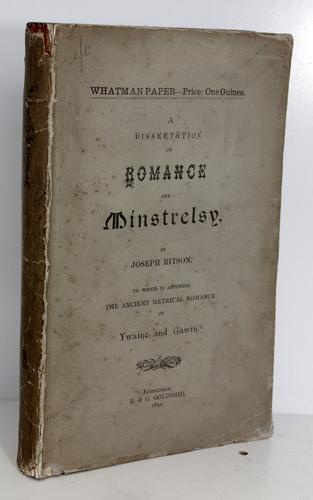 WHATMAN PAPER—Price: One Guinea.
A
DISSERTATION
ON
ROMANCE
AND
Minstrelsy.
BY
JOSEPH RITSON.
TO WHICH IS APPENDED
THE ANCIENT METRICAL ROMANCE
OF
Ywaine and Gawin
EDINBURGH:
E. & G. GOLDSMID.